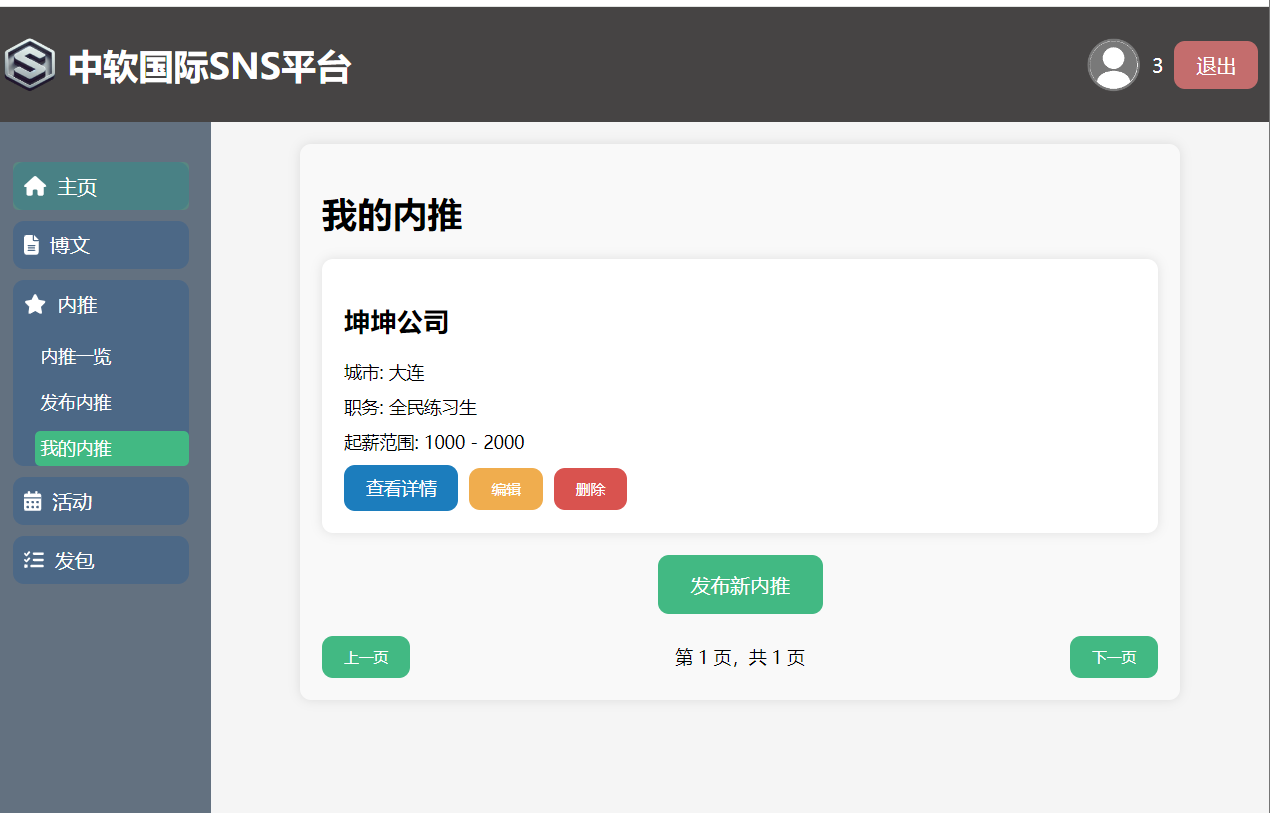 中软国际SNS平台
3
退出
主页
博文
内推
内推一览
发布内推
我的内推
活动
发包
我的内推
坤坤公司
城市: 大连
职务: 全民练习生
起薪范围: 1000 - 2000
查看详情
编辑
删除
发布新内推
上一页
第 1 页，共 1 页
下一页